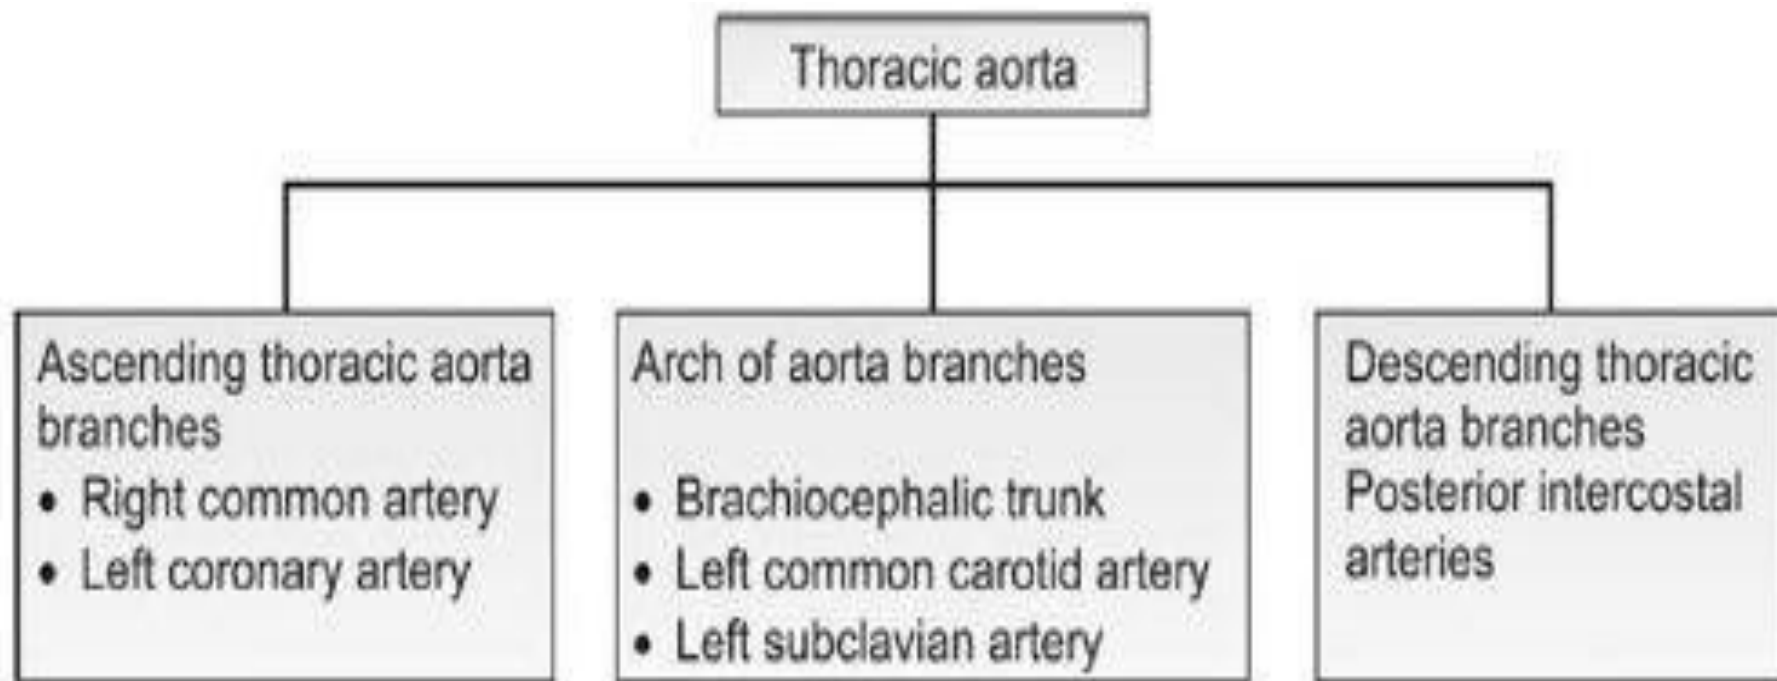 Thoracic aorta
Ascending thoracic aorta
branches
• Right common artery
• Left coronary artery
Arch of aorta branches
• Brachiocephalic trunk
• Left common carotid artery
• Left subclavian artery
Descending thoracic
aorta branches
Posterior intercostal
arteries